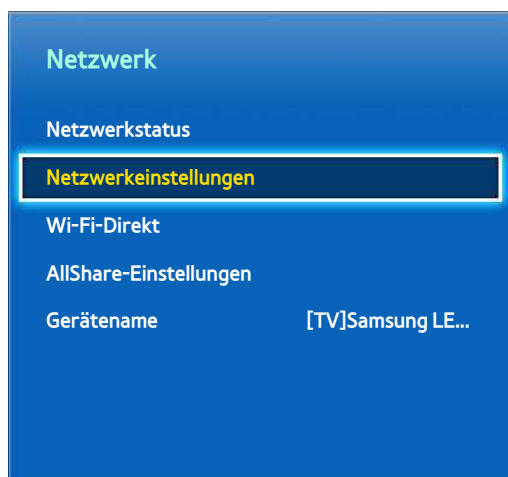 Netzwerk
Netzwerkstatus
Netzwerkeinstellungen
Wi-Fi-Direkt
AllShare-Einstellungen
Gerätename [TV]Samsung LE...